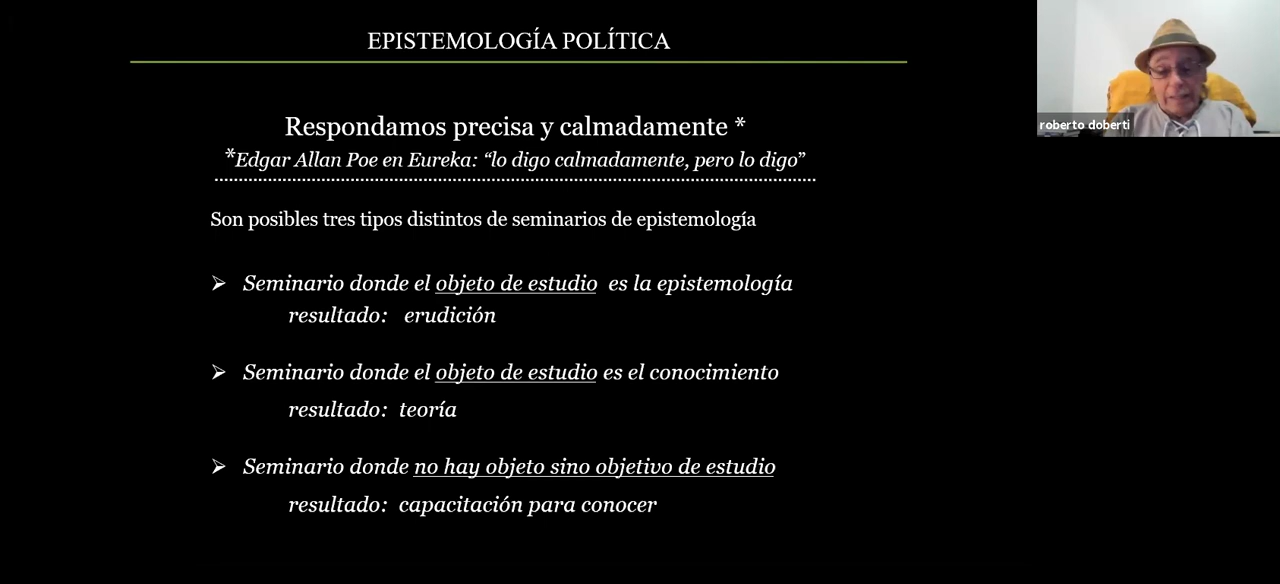 EPISTEMOLOGÍA POLÍTICA
Respondamos precisa y calmadamente *
*Edgar Allan Poe en Eureka: “lo digo calmadamente, pero lo digo”
Son posibles tres tipos distintos de seminarios de epistemología
➢ Seminario donde el objeto de estudio es la epistemología
resultado: erudición
➢ Seminario donde el objeto de estudio es el conocimiento
resultado: teoría
➢ Seminario donde no hay objeto sino objetivo de estudio
resultado: capacitación para conocer
roberto doberti